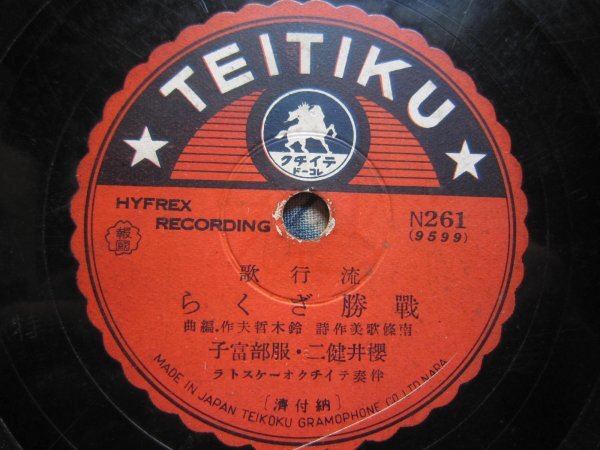 TEITIKU
クチイテ
ドーコレ
HYFREX
RECORDING
N261
(9599)
報國
歌行流
らくざ勝戰
曲編・作夫哲木鈴 詩作美歌條南
子富部服・二健井櫻
ラトスケーオクチイテ奏伴
［濟付納］
MADE IN JAPAN TEIKOKU GRAMOPHONE CO. LTD. NARA.